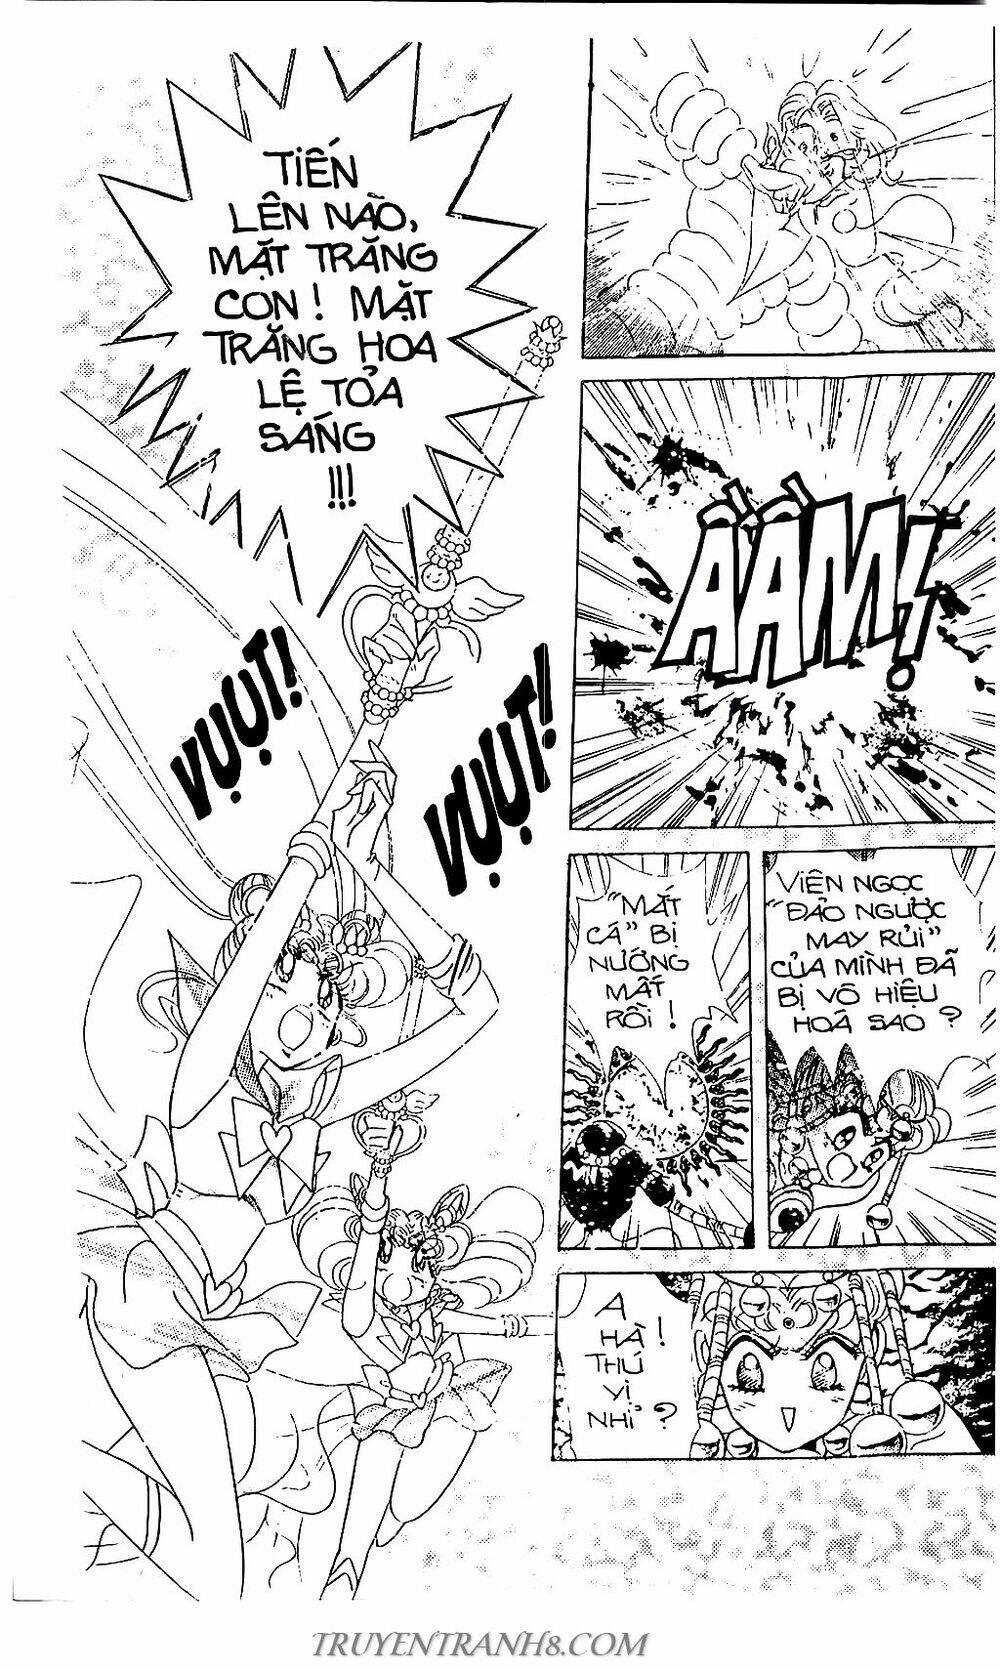 TIẾN
LÊN NÀO,
MẶT TRĂNG
CON! MẶT
TRĂNG HOA
LỆ TỎA
SÁNG
!!!
VỤỤT!
VỤỤT!
ẦẦM!
VIÊN NGỌC
"ĐẢO NGƯỢC
MAY RỦI"
CỦA MÌNH ĐÃ
BỊ VÔ HIỆU
HOÁ SAO?
"MẮT
CÁ" BỊ
NƯỚNG
MẤT
RỒI!
A
HÀ!
THÚ
VỊ
NHỈ?
TRUYENTRANH8.COM